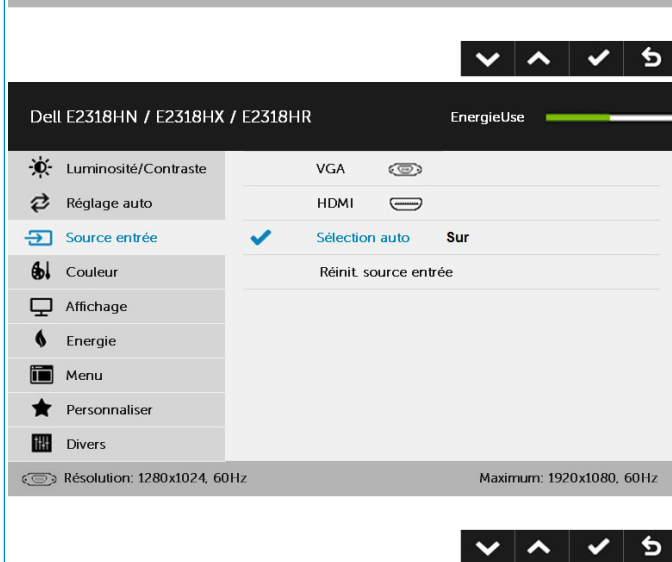 Dell E2318HN / E2318HX / E2318HR EnergieUse
Luminosité/Contraste VGA
Réglage auto HDMI
Source entrée Sélection auto Sur
Couleur Réinit. source entrée
Affichage
Energie
Menu
Personnaliser
Divers
Résolution: 1280x1024, 60Hz Maximum: 1920x1080, 60Hz